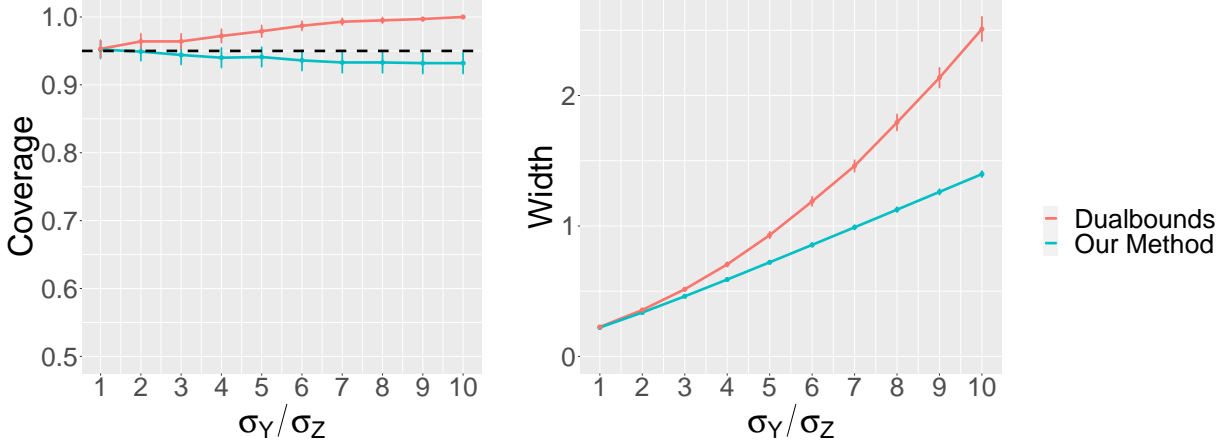 Coverage
1.0
0.9
0.8
0.7
0.6
0.5
1 2 3 4 5 6 7 8 9 10
σY/σZ
Width
2
1
0
1 2 3 4 5 6 7 8 9 10
σY/σZ
Dualbounds
Our Method